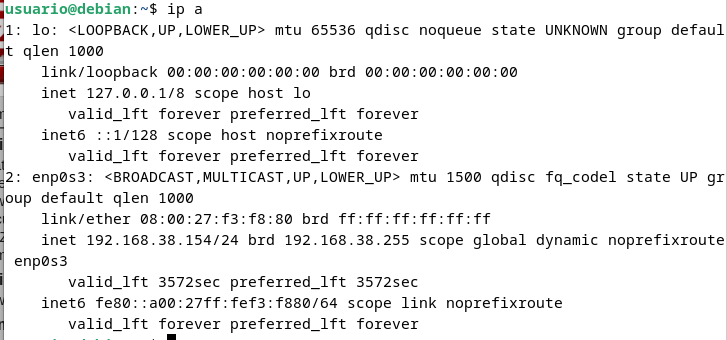 usuario@debian:~$ ip a
1: lo: <LOOPBACK,UP,LOWER_UP> mtu 65536 qdisc noqueue state UNKNOWN group defaul
t qlen 1000
    link/loopback 00:00:00:00:00:00 brd 00:00:00:00:00:00
    inet 127.0.0.1/8 scope host lo
       valid_lft forever preferred_lft forever
    inet6 ::1/128 scope host noprefixroute
       valid_lft forever preferred_lft forever
2: enp0s3: <BROADCAST,MULTICAST,UP,LOWER_UP> mtu 1500 qdisc fq_codel state UP gr
oup default qlen 1000
    link/ether 08:00:27:f3:f8:80 brd ff:ff:ff:ff:ff:ff
    inet 192.168.38.154/24 brd 192.168.38.255 scope global dynamic noprefixroute
 enp0s3
       valid_lft 3572sec preferred_lft 3572sec
    inet6 fe80::a00:27ff:fef3:f880/64 scope link noprefixroute
       valid_lft forever preferred_lft forever